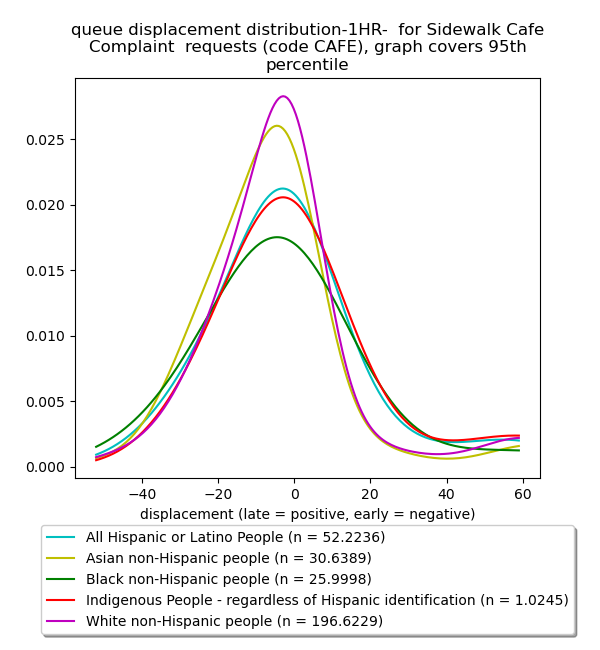 queue displacement distribution-1HR-  for Sidewalk Cafe
Complaint  requests (code CAFE), graph covers 95th
percentile
0.025
0.020
0.015
0.010
0.005
0.000
−40 −20 0 20 40 60
displacement (late = positive, early = negative)
All Hispanic or Latino People (n = 52.2236)
Asian non-Hispanic people (n = 30.6389)
Black non-Hispanic people (n = 25.9998)
Indigenous People - regardless of Hispanic identification (n = 1.0245)
White non-Hispanic people (n = 196.6229)